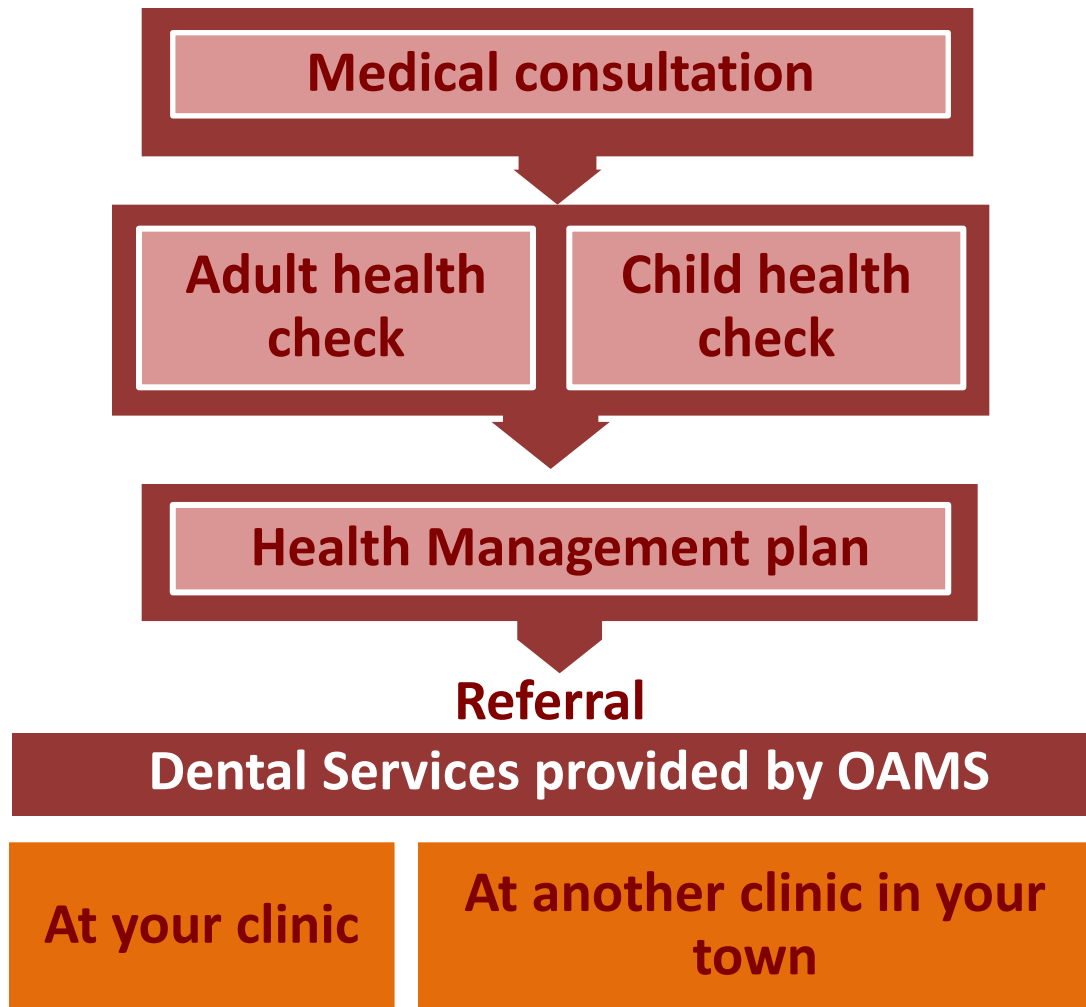 Medical consultation
Adult health
check
Child health
check
Health Management plan
Referral
Dental Services provided by OAMS
At your clinic
At another clinic in your
town